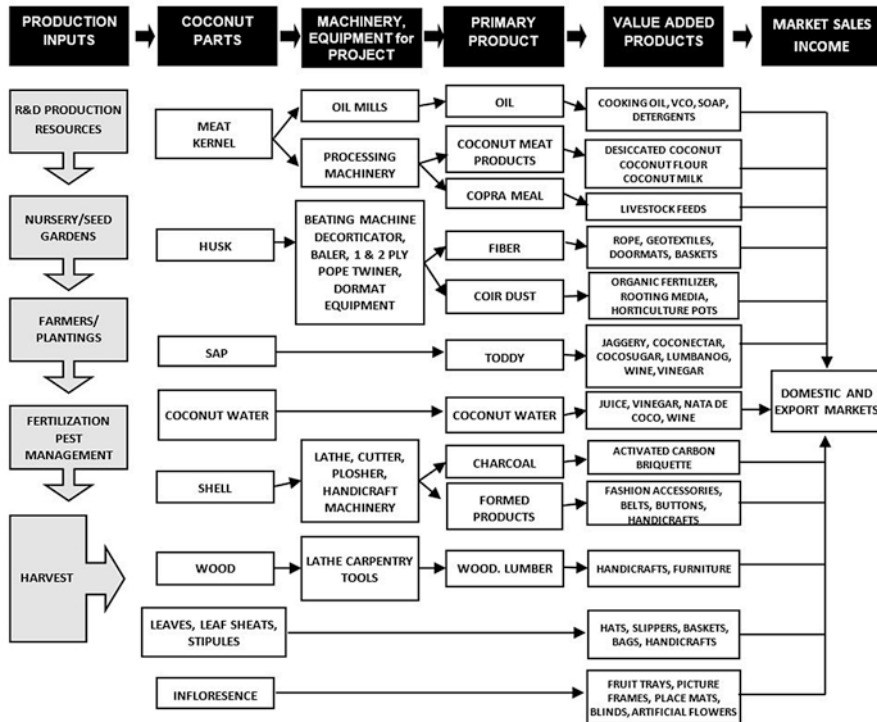 PRODUCTION
INPUTS
COCONUT
PARTS
MACHINERY,
EQUIPMENT for
PROJECT
PRIMARY
PRODUCT
VALUE ADDED
PRODUCTS
MARKET SALES
INCOME
R&D PRODUCTION
RESOURCES
NURSERY/SEED
GARDENS
FARMERS/
PLANTINGS
FERTILIZATION
PEST
MANAGEMENT
HARVEST
MEAT
KERNEL
OIL MILLS
OIL
COOKING OIL, VCO, SOAP,
DETERGENTS
PROCESSING
MACHINERY
COCONUT MEAT
PRODUCTS
DESICCATED COCONUT
COCONUT FLOUR
COCONUT MILK
COPRA MEAL
LIVESTOCK FEEDS
HUSK
BEATING MACHINE
DECORTICATOR,
BALER, 1 & 2 PLY
POPE TWINER,
DORMAT
EQUIPMENT
FIBER
ROPE, GEOTEXTILES,
DOORMATS, BASKETS
COIR DUST
ORGANIC FERTILIZER,
ROOTING MEDIA,
HORTICULTURE POTS
SAP
TODDY
JAGGERY, COCONECTAR,
COCOSUGAR, LUMBANOG,
WINE, VINEGAR
COCONUT WATER
COCONUT WATER
JUICE, VINEGAR, NATA DE
COCO, WINE
DOMESTIC AND
EXPORT MARKETS
SHELL
LATHE, CUTTER,
PLOSHER,
HANDICRAFT
MACHINERY
CHARCOAL
ACTIVATED CARBON
BRIQUETTE
FORMED
PRODUCTS
FASHION ACCESSORIES,
BELTS, BUTTONS,
HANDICRAFTS
WOOD
LATHE CARPENTRY
TOOLS
WOOD. LUMBER
HANDICRAFTS, FURNITURE
LEAVES, LEAF SHEATS,
STIPULES
HATS, SLIPPERS, BASKETS,
BAGS, HANDICRAFTS
INFLORESENCE
FRUIT TRAYS, PICTURE
FRAMES, PLACE MATS,
BLINDS, ARTIFICIAL FLOWERS